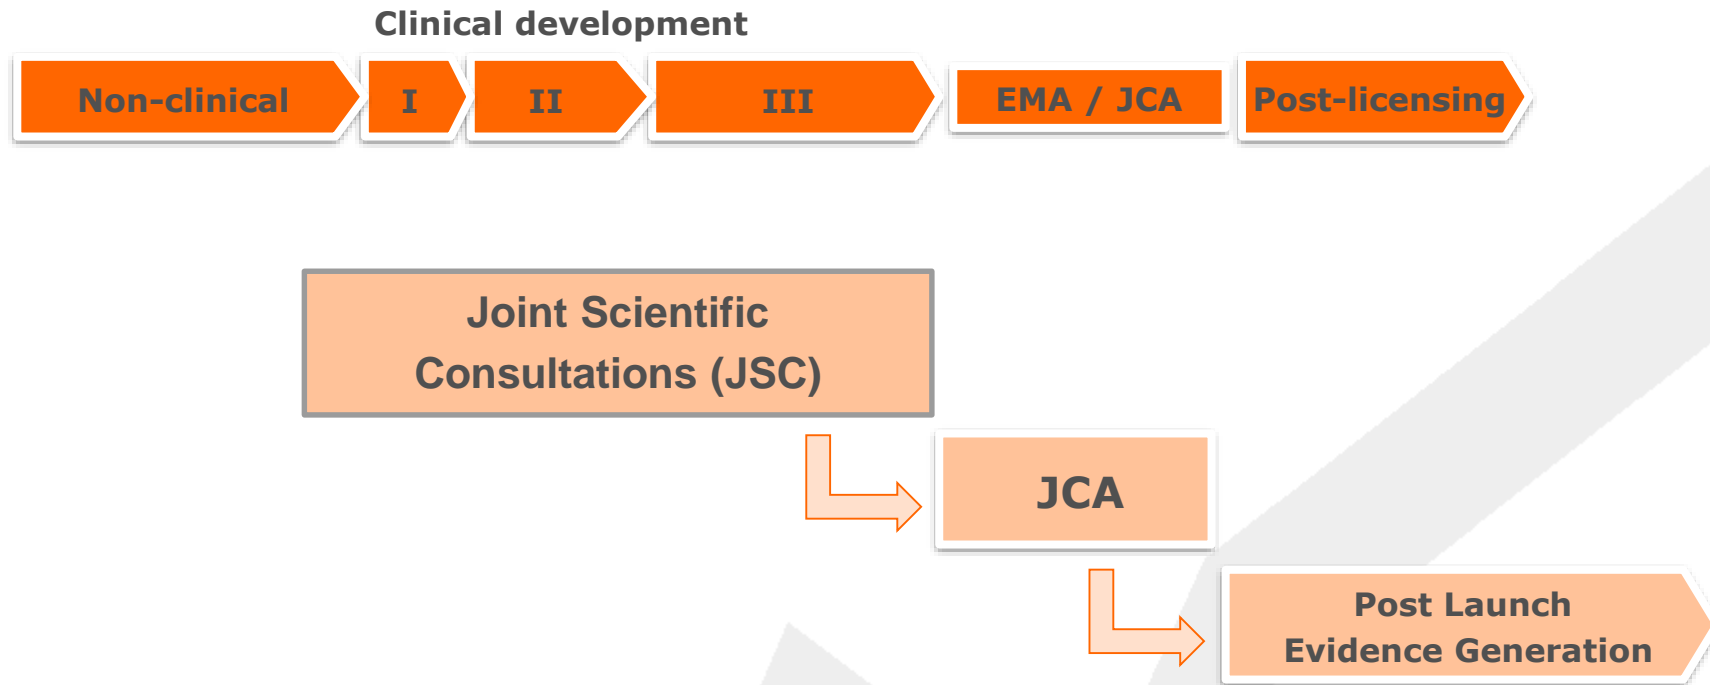 Clinical development
Non-clinical
I
II
III
EMA / JCA
Post-licensing
Joint Scientific
Consultations (JSC)
JCA
Post Launch
Evidence Generation